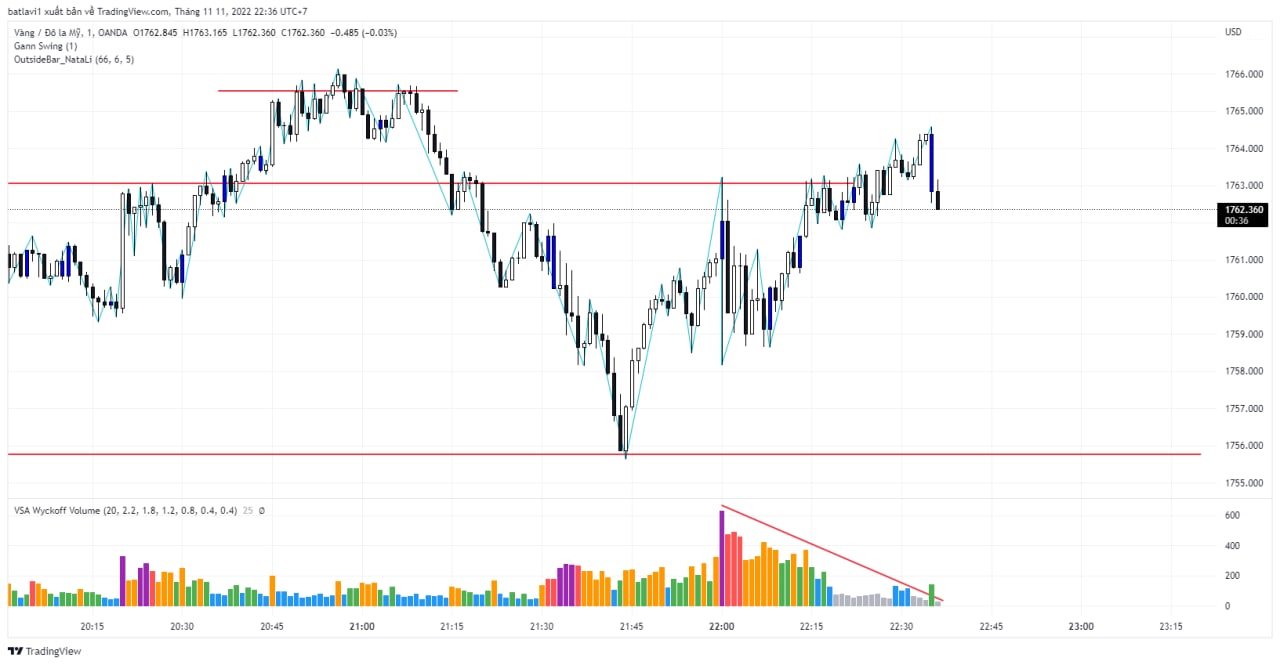 batlavi1 xuất bản về TradingView.com, Tháng 11 11, 2022 22:36 UTC+7
Vàng / Đô la Mỹ, 1, OANDA O1762.845 H1763.165 L1762.360 C1762.360 −0.485 (−0.03%)
USD
Gann Swing (1)
OutsideBar_NataLi (66, 6, 5)
1766.000
1765.000
1764.000
1763.000
1762.360
00:36
1761.000
1760.000
1759.000
1758.000
1757.000
1756.000
1755.000
VSA Wyckoff Volume (20, 2.2, 1.8, 1.2, 0.8, 0.4, 0.4) 25 Ø
600
400
200
0
20:15 20:30 20:45 21:00 21:15 21:30 21:45 22:00 22:15 22:30 22:45 23:00 23:15
TradingView